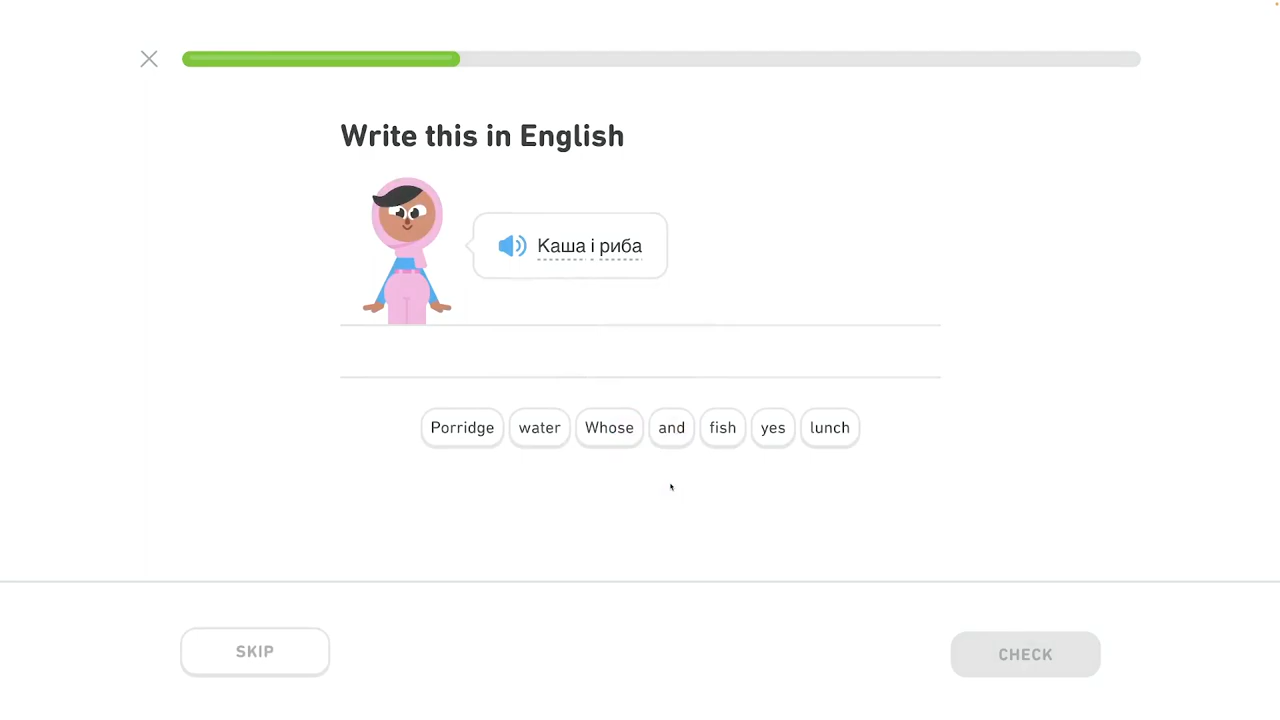 Write this in English
Каша і риба
Porridge water Whose and fish yes lunch
SKIP
CHECK